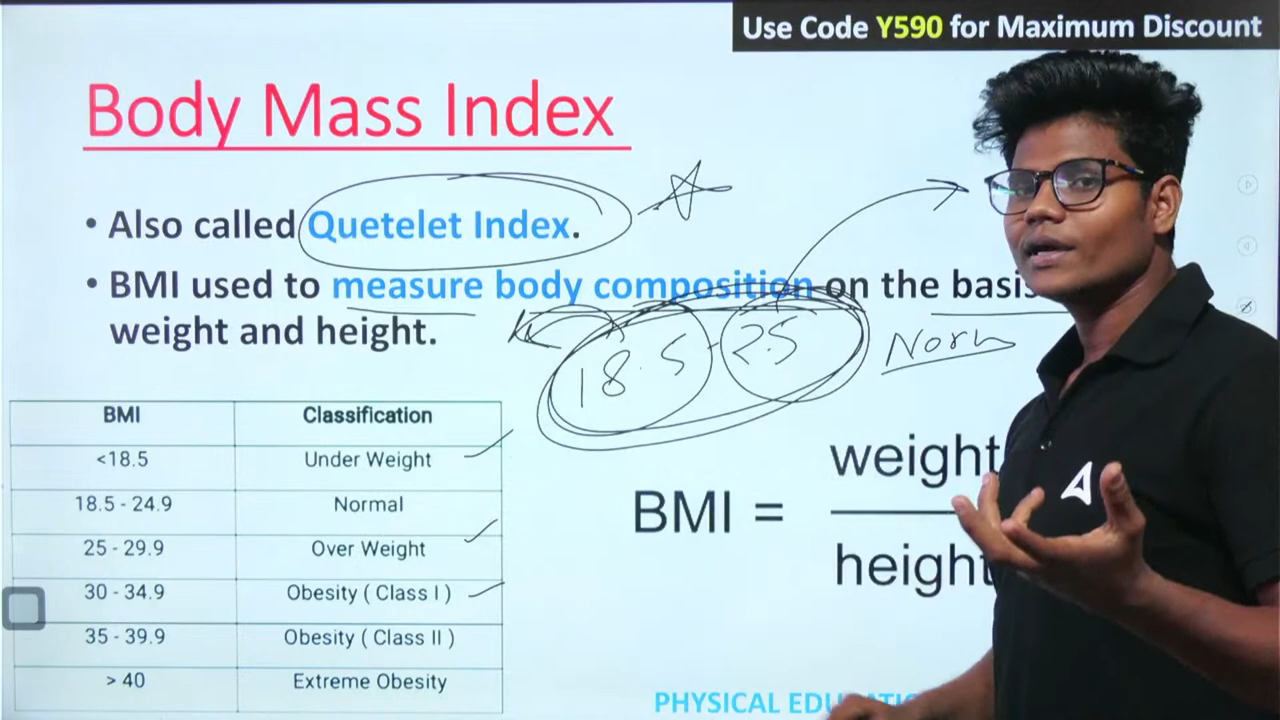 Use Code Y590 for Maximum Discount
Body Mass Index
• Also called Quetelet Index.
• BMI used to measure body composition on the basis
weight and height.
18.5 - 25
Norm
BMI Classification
<18.5 Under Weight
18.5 - 24.9 Normal
25 - 29.9 Over Weight
30 - 34.9 Obesity ( Class I )
35 - 39.9 Obesity ( Class II )
> 40 Extreme Obesity
BMI =
weight
height
PHYSICAL